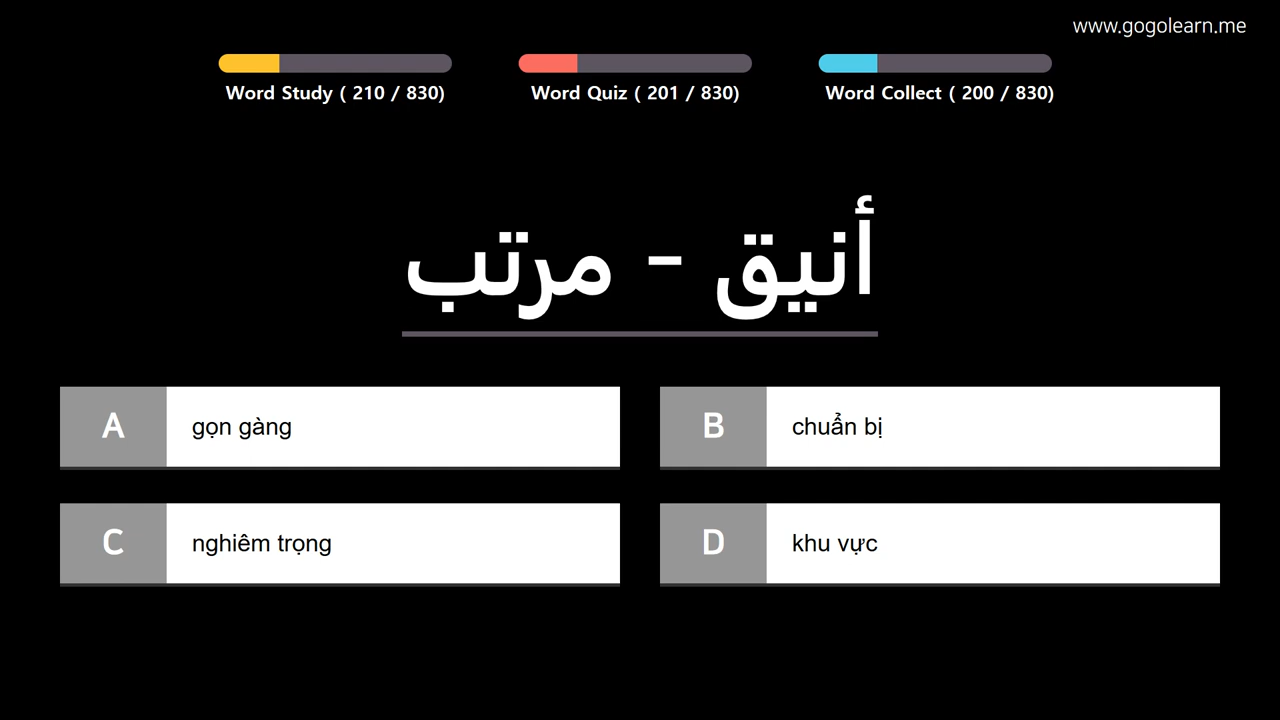 www.gogolearn.me
Word Study ( 210 / 830)
Word Quiz ( 201 / 830)
Word Collect ( 200 / 830)
أنيق - مرتب
A
gọn gàng
B
chuẩn bị
C
nghiêm trọng
D
khu vực